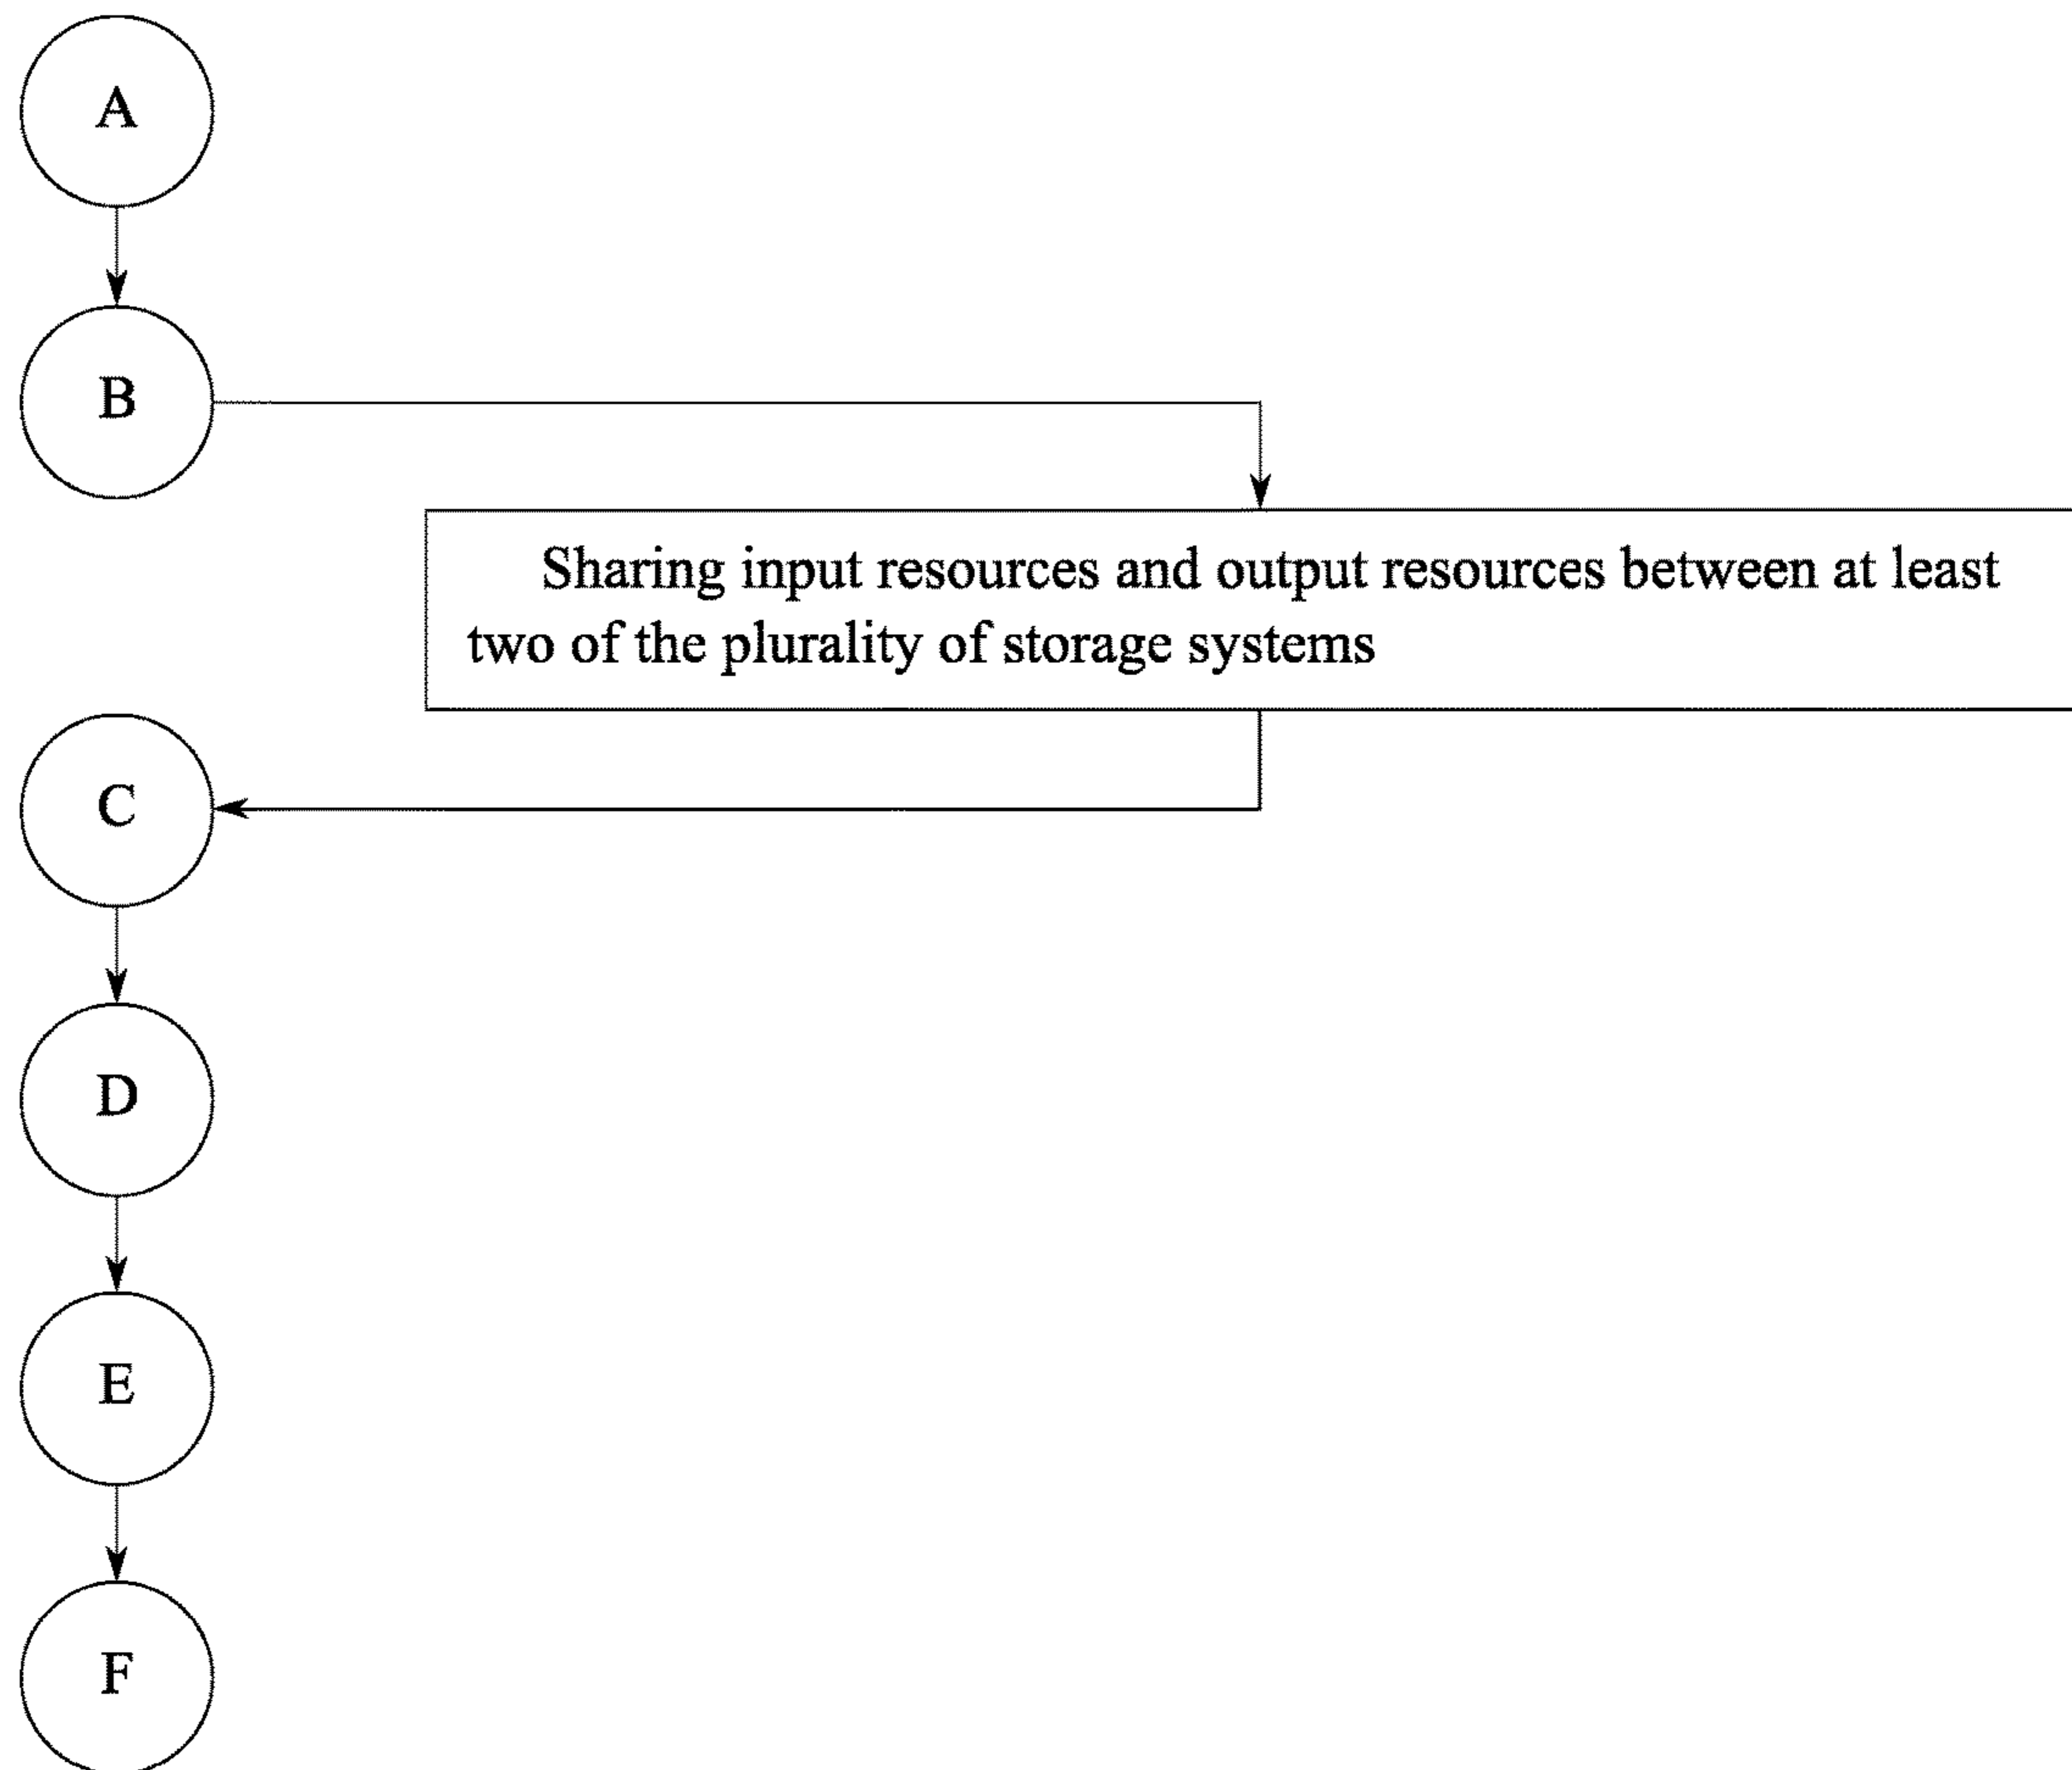 A
B
Sharing input resources and output resources between at least
two of the plurality of storage systems
C
D
E
F